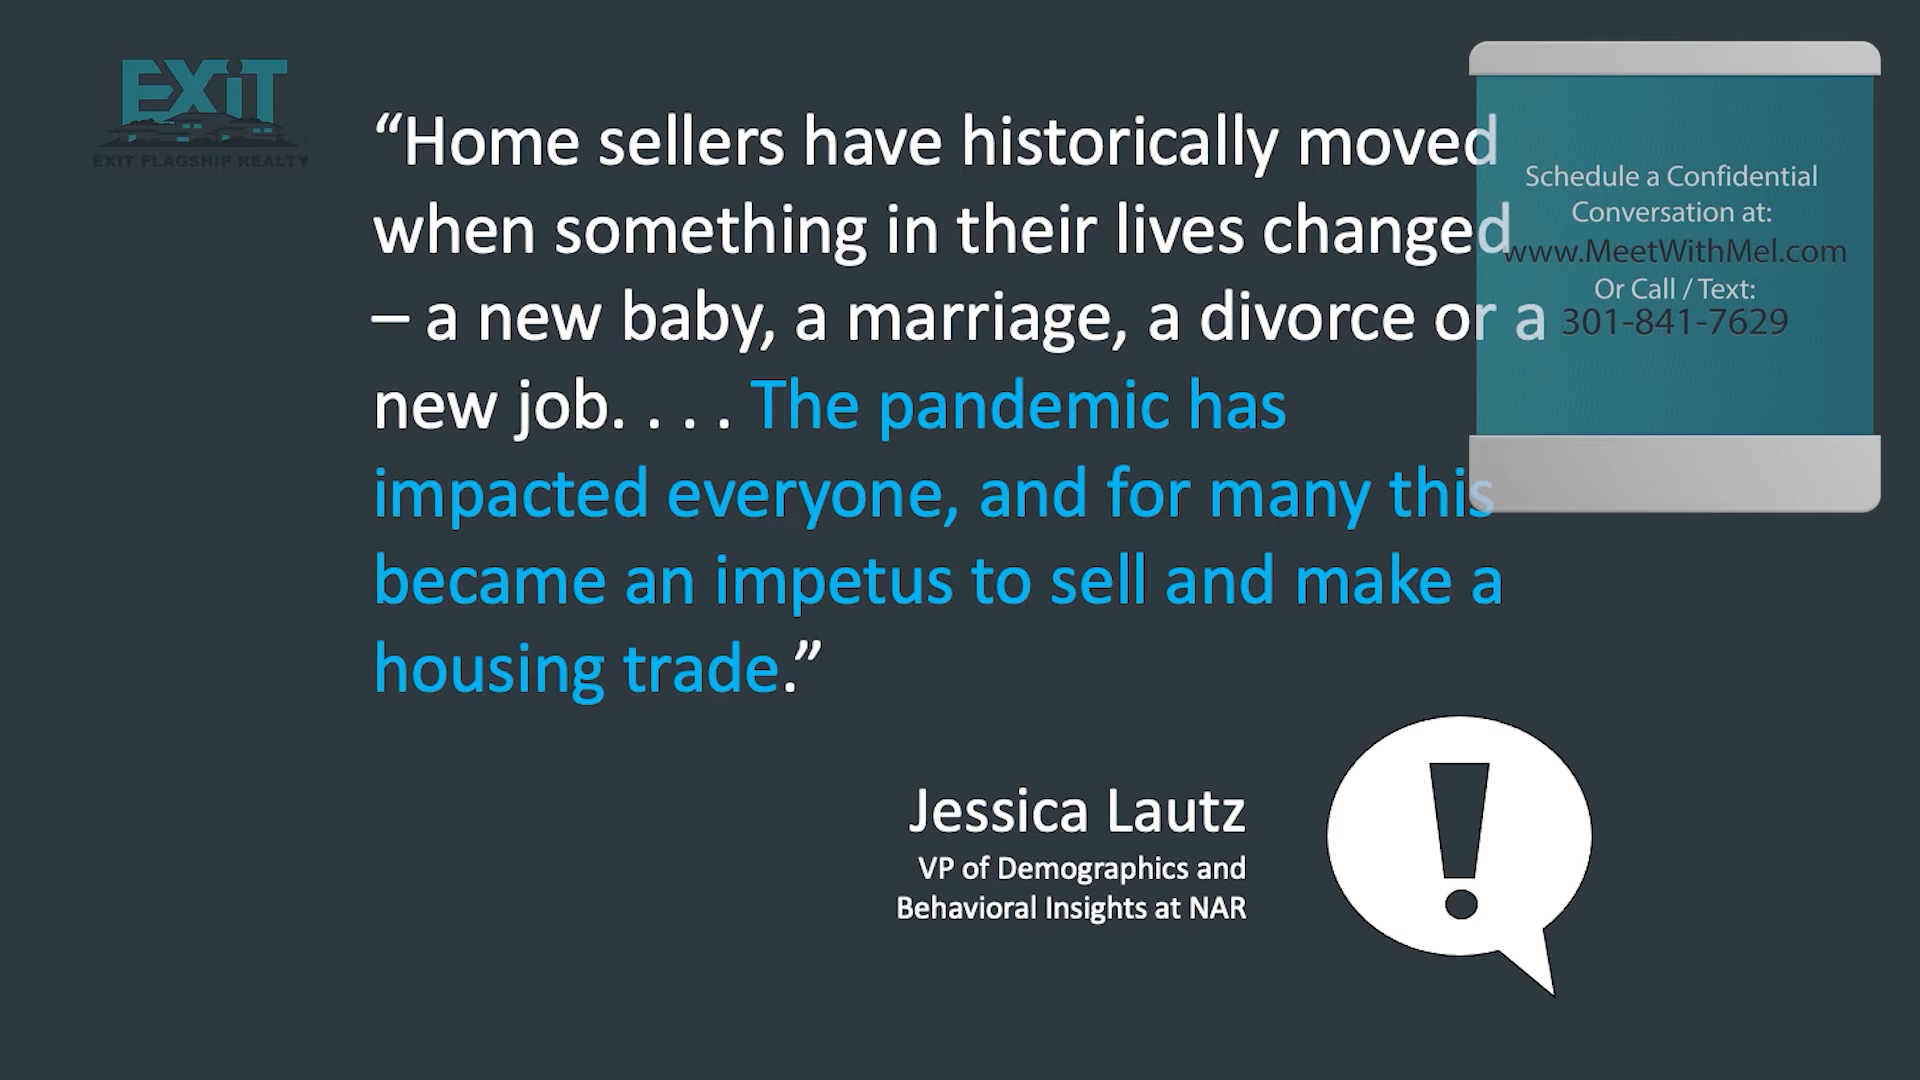 EXiT
EXIT FLAGSHIP REALTY
“Home sellers have historically moved
when something in their lives changed
– a new baby, a marriage, a divorce or a
new job. . . . The pandemic has
impacted everyone, and for many this
became an impetus to sell and make a
housing trade.”
Jessica Lautz
VP of Demographics and
Behavioral Insights at NAR
Schedule a Confidential
Conversation at:
www.MeetWithMel.com
Or Call / Text:
301-841-7629